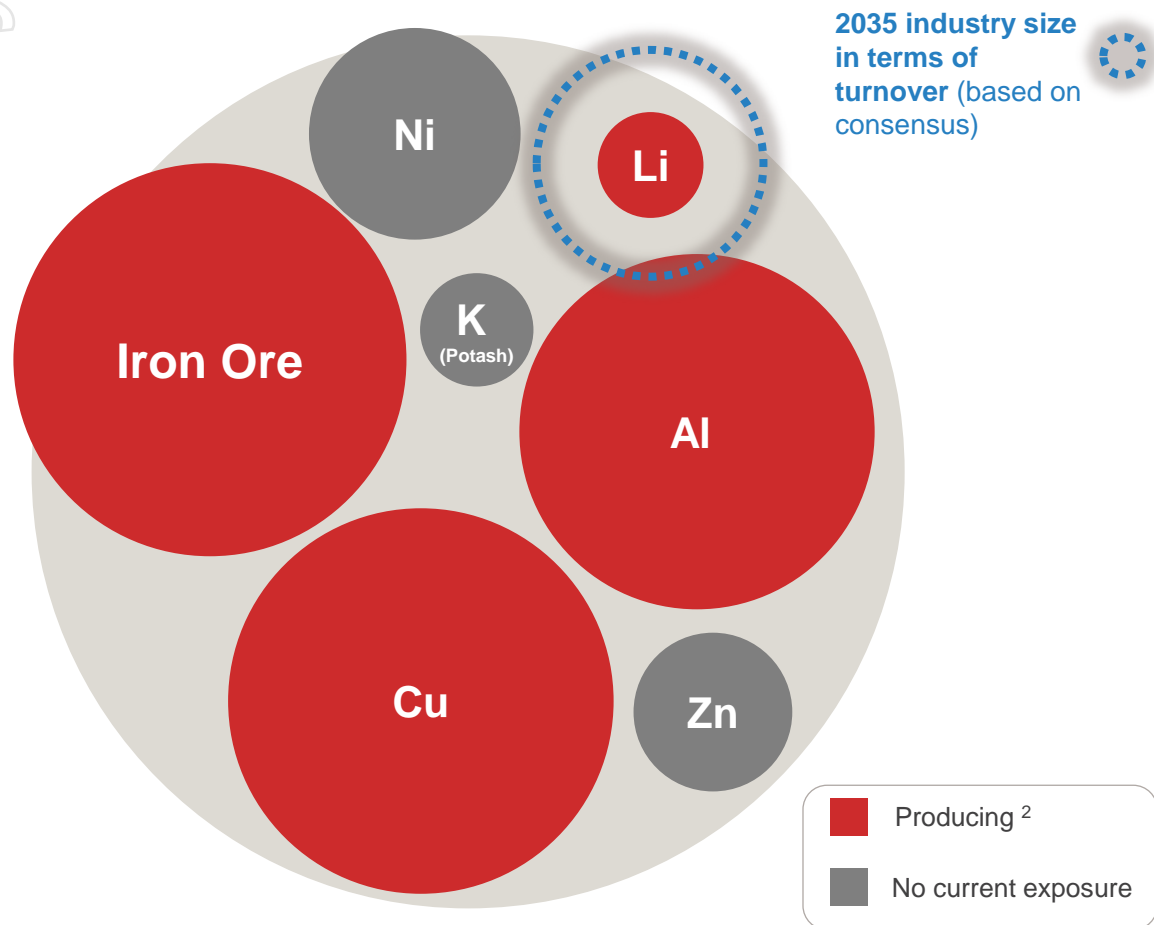 2035 industry size
in terms of
turnover (based on
consensus)
Ni
Li
K
(Potash)
Iron Ore
Al
Cu
Zn
Producing ²
No current exposure